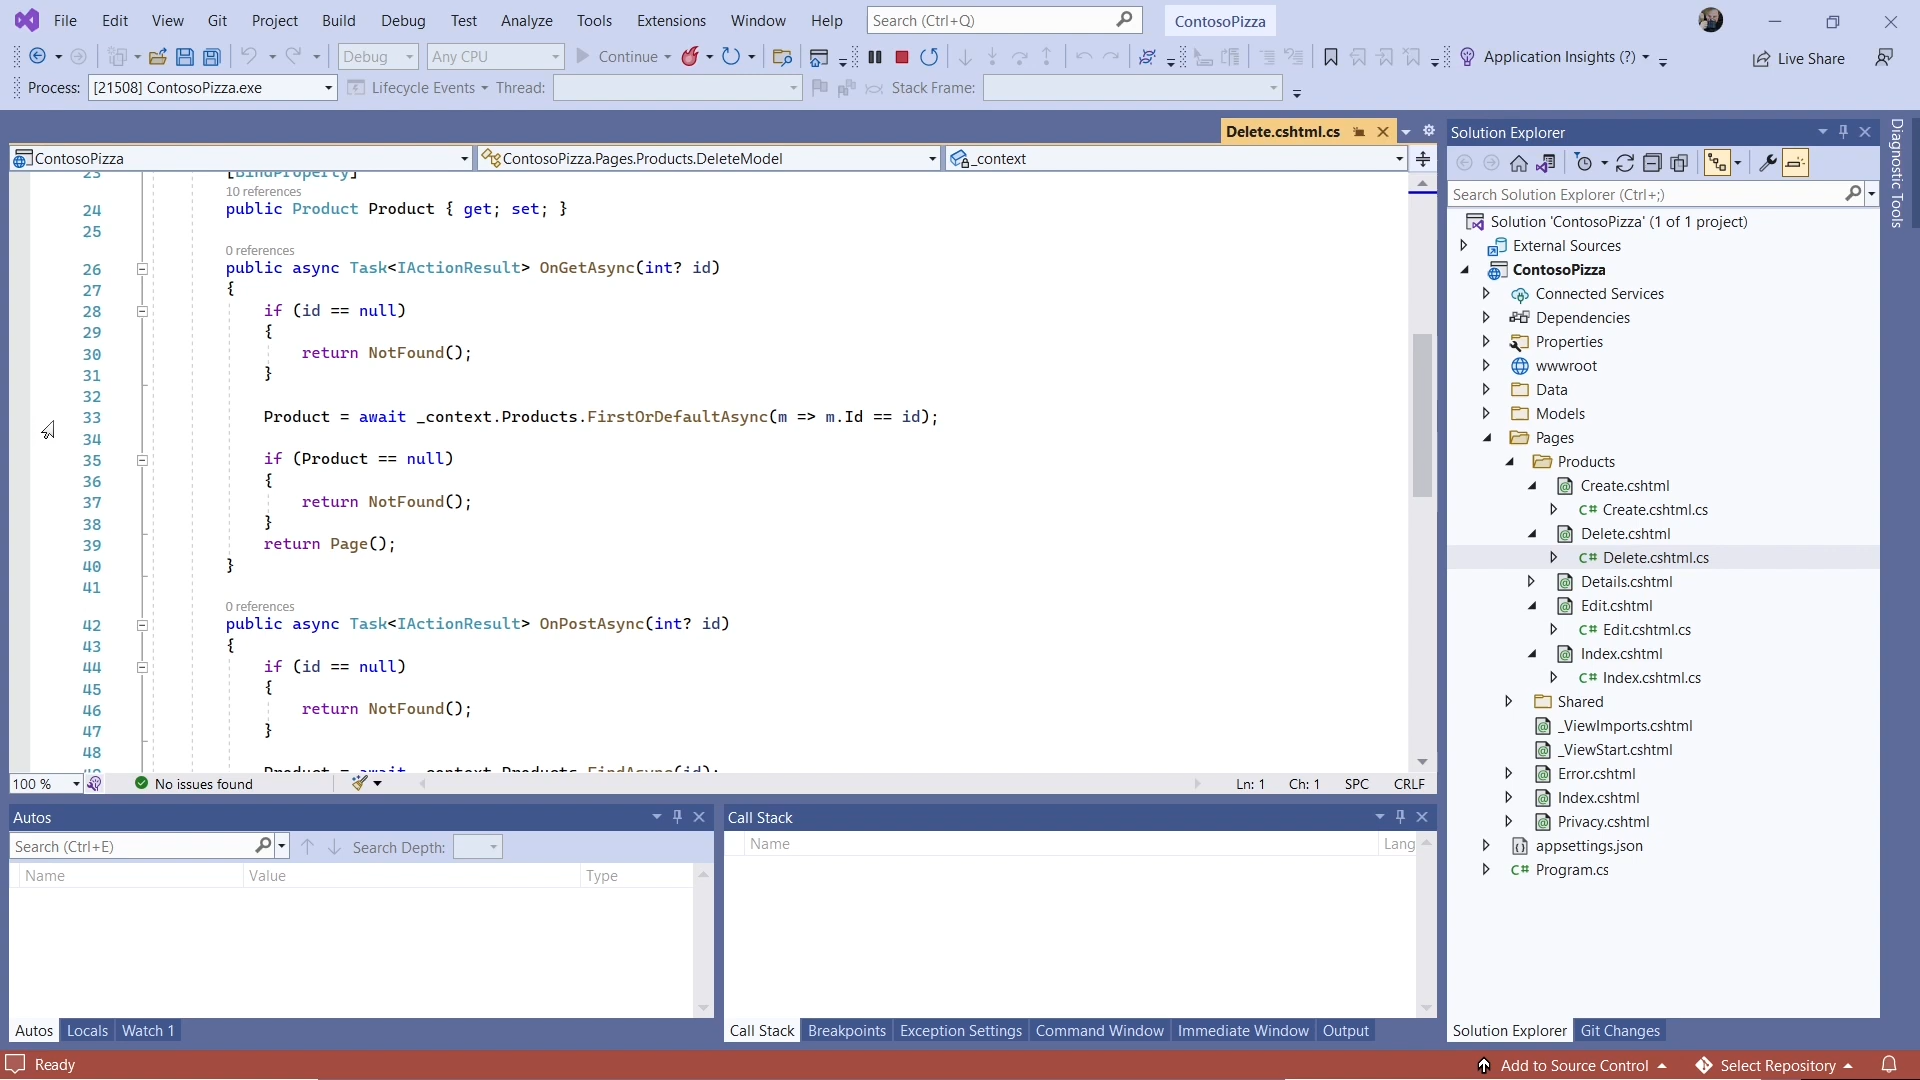 File Edit View Git Project Build Debug Test Analyze Tools Extensions Window Help Search (Ctrl+Q) ContosoPizza
Debug Any CPU Continue Application Insights (?) Live Share
Process: [21508] ContosoPizza.exe Lifecycle Events Thread: Stack Frame:
Delete.cshtml.cs
ContosoPizza ContosoPizza.Pages.Products.DeleteModel _context
23 [BindProperty]
10 references
24 public Product Product { get; set; }
25
0 references
26 public async Task<IActionResult> OnGetAsync(int? id)
27 {
28 if (id == null)
29 {
30 return NotFound();
31 }
32
33 Product = await _context.Products.FirstOrDefaultAsync(m => m.Id == id);
34
35 if (Product == null)
36 {
37 return NotFound();
38 }
39 return Page();
40 }
41
0 references
42 public async Task<IActionResult> OnPostAsync(int? id)
43 {
44 if (id == null)
45 {
46 return NotFound();
47 }
48
49 Product = await _context.Products.FindAsync(id);
100 % No issues found Ln: 1 Ch: 1 SPC CRLF
Autos
Search (Ctrl+E) Search Depth:
Name Value Type
Autos Locals Watch 1
Call Stack
Name Lang
Call Stack Breakpoints Exception Settings Command Window Immediate Window Output
Solution Explorer
Search Solution Explorer (Ctrl+;)
Solution 'ContosoPizza' (1 of 1 project)
External Sources
ContosoPizza
Connected Services
Dependencies
Properties
wwwroot
Data
Models
Pages
Products
Create.cshtml
C# Create.cshtml.cs
Delete.cshtml
C# Delete.cshtml.cs
Details.cshtml
Edit.cshtml
C# Edit.cshtml.cs
Index.cshtml
C# Index.cshtml.cs
Shared
_ViewImports.cshtml
_ViewStart.cshtml
Error.cshtml
Index.cshtml
Privacy.cshtml
appsettings.json
C# Program.cs
Solution Explorer Git Changes
Diagnostic Tools
Ready Add to Source Control Select Repository